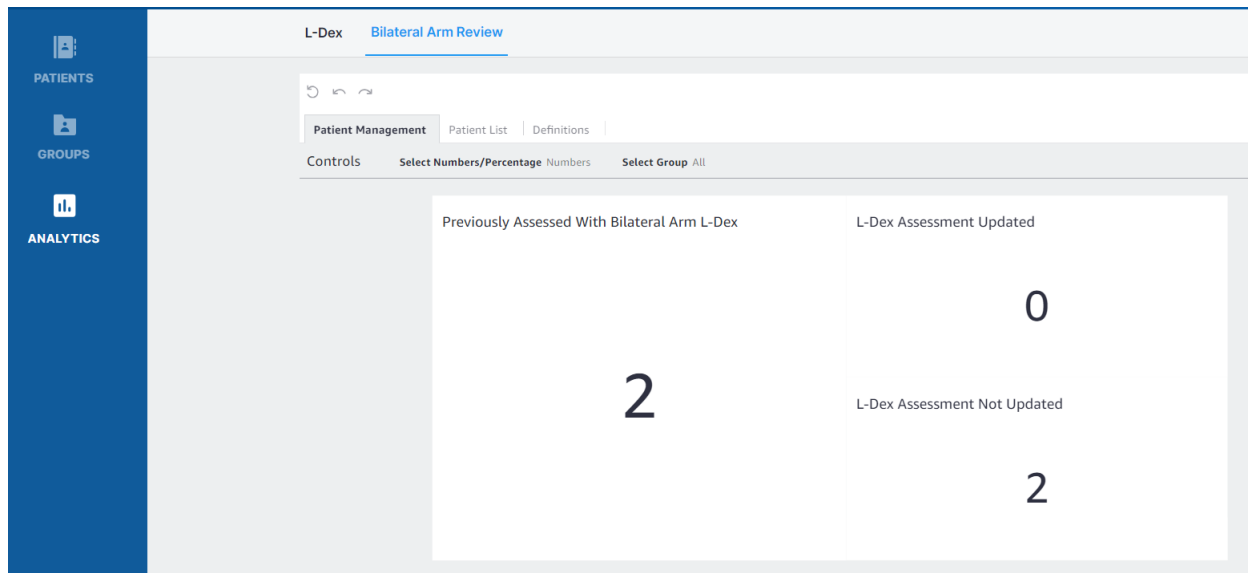 PATIENTS
GROUPS
ANALYTICS
L-Dex Bilateral Arm Review
Patient Management Patient List Definitions
Controls Select Numbers/Percentage Numbers Select Group All
Previously Assessed With Bilateral Arm L-Dex
2
L-Dex Assessment Updated
0
L-Dex Assessment Not Updated
2